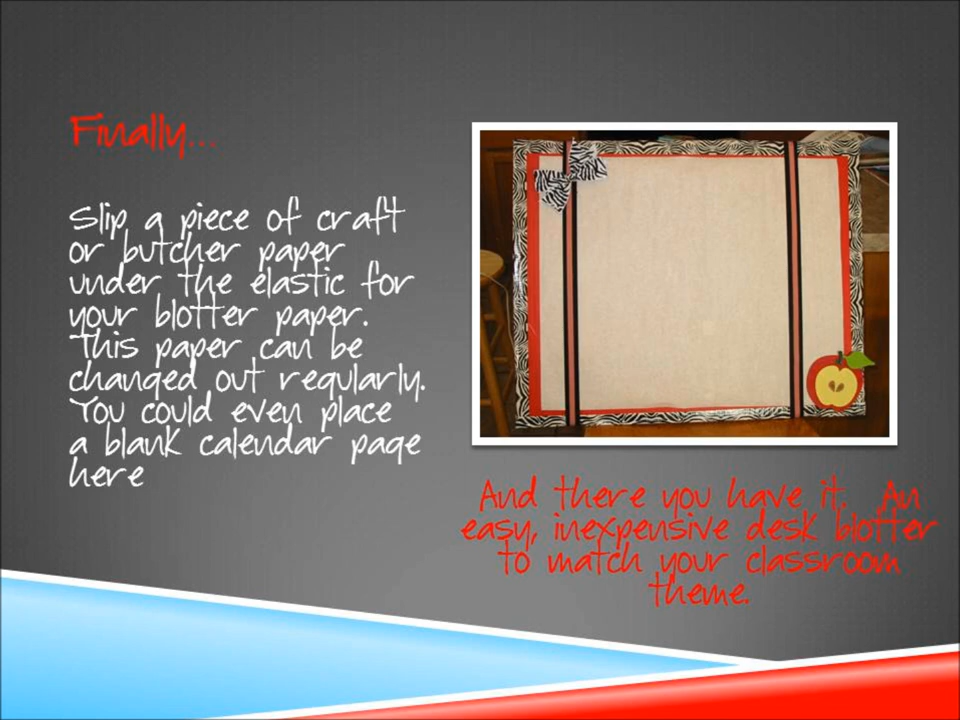 Finally...
Slip a piece of craft
or butcher paper
under the elastic for
your blotter paper.
This paper can be
changed out regularly.
You could even place
a blank calendar page
here
And there you have it. An
easy, inexpensive desk blotter
to match your classroom
theme.